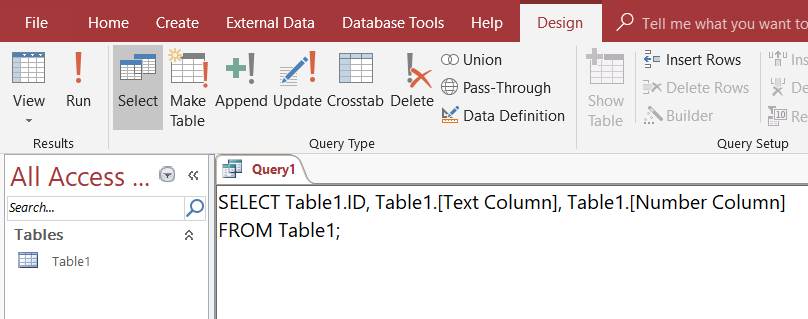 File Home Create External Data Database Tools Help Design Tell me what you want to
View Run Select Make Table Append Update Crosstab Delete
Union
Pass-Through
Data Definition
Show Table
Insert Rows
Delete Rows
Builder
Results Query Type Query Setup
All Access ...
Search...
Tables
Table1
Query1
SELECT Table1.ID, Table1.[Text Column], Table1.[Number Column]
FROM Table1;